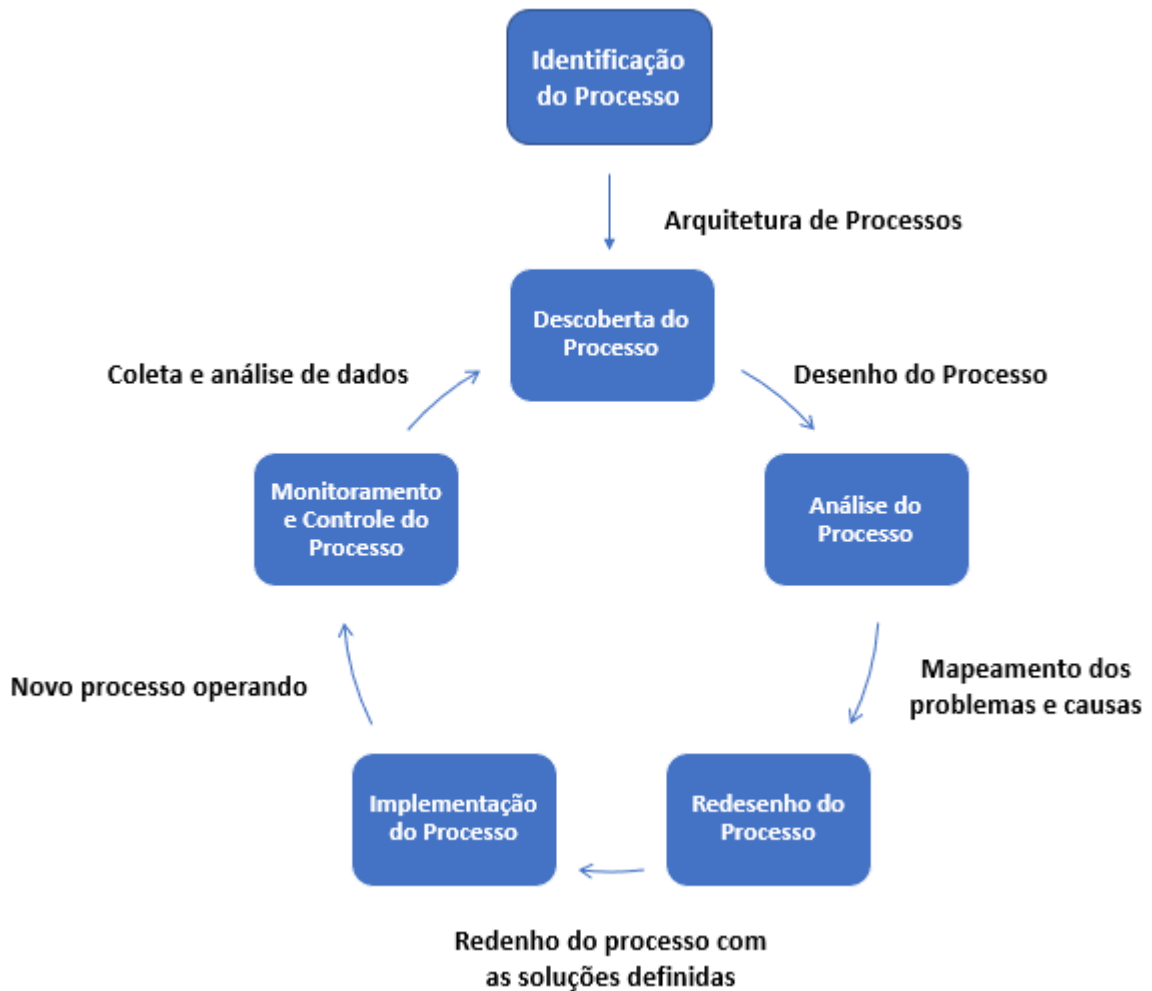 Identificação
do Processo
Arquitetura de Processos
Descoberta do
Processo
Coleta e análise de dados
Desenho do Processo
Monitoramento
e Controle do
Processo
Análise do
Processo
Novo processo operando
Mapeamento dos
problemas e causas
Implementação
do Processo
Redesenho do
Processo
Redenho do processo com
as soluções definidas